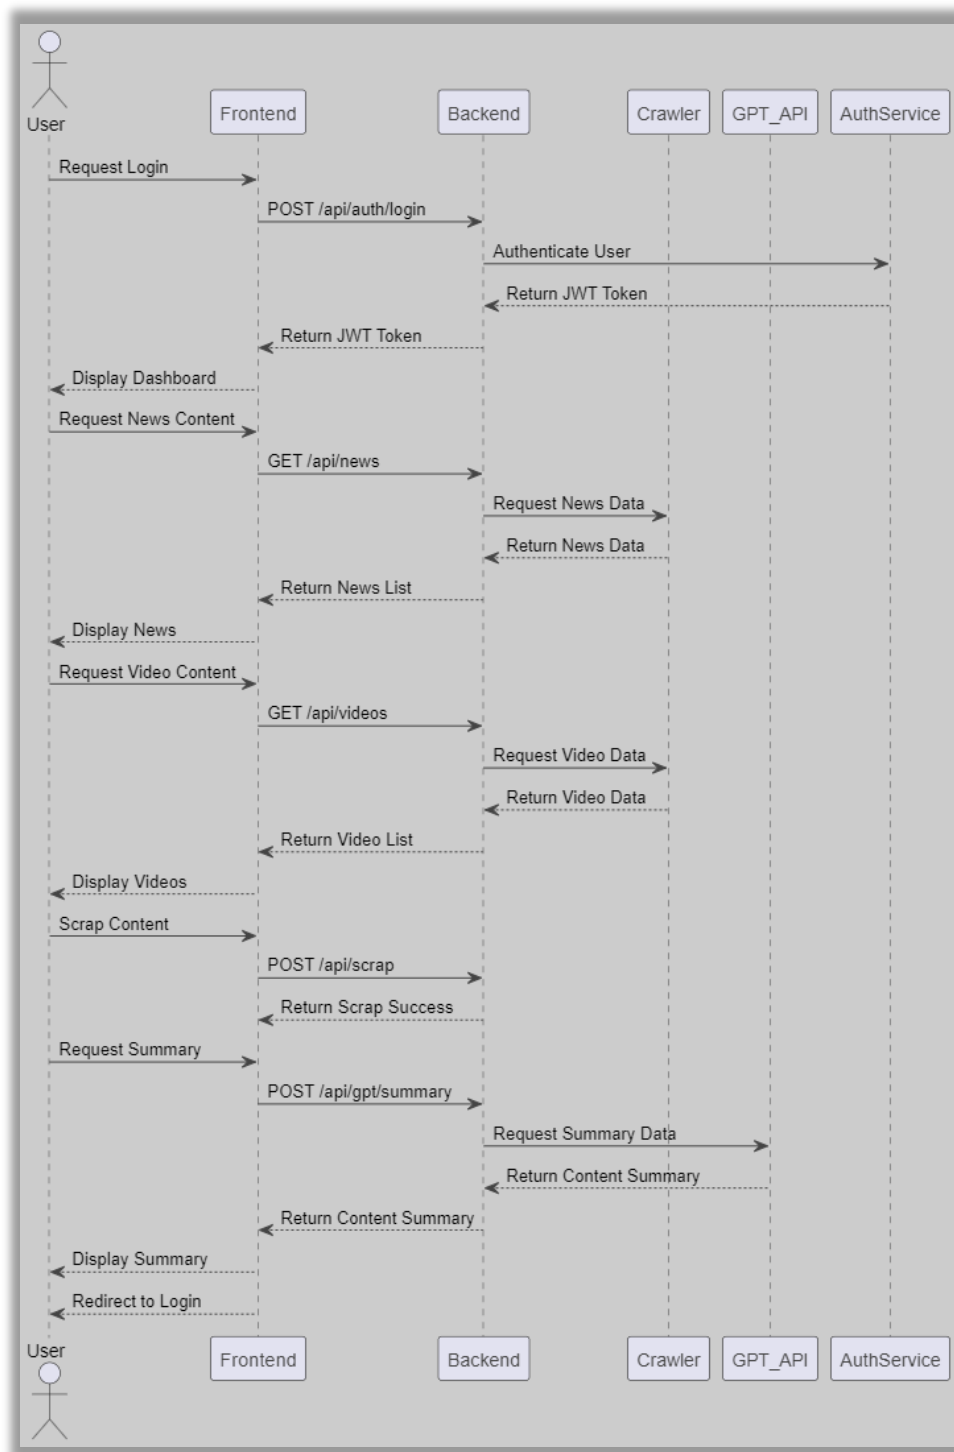 User
Frontend
Backend
Crawler
GPT_API
AuthService
Request Login
POST /api/auth/login
Authenticate User
Return JWT Token
Return JWT Token
Display Dashboard
Request News Content
GET /api/news
Request News Data
Return News Data
Return News List
Display News
Request Video Content
GET /api/videos
Request Video Data
Return Video Data
Return Video List
Display Videos
Scrap Content
POST /api/scrap
Return Scrap Success
Request Summary
POST /api/gpt/summary
Request Summary Data
Return Content Summary
Return Content Summary
Display Summary
Redirect to Login
User
Frontend
Backend
Crawler
GPT_API
AuthService